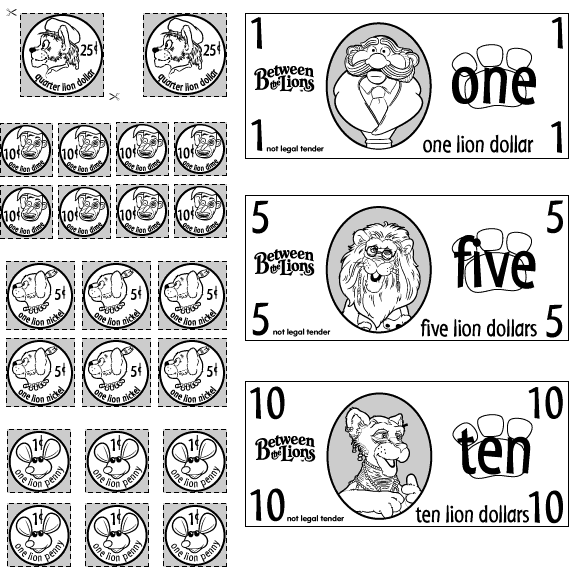 25¢
quarter lion dollar
25¢
quarter lion dollar
10¢
one lion dime
10¢
one lion dime
10¢
one lion dime
10¢
one lion dime
10¢
one lion dime
10¢
one lion dime
10¢
one lion dime
10¢
one lion dime
5¢
one lion nickel
5¢
one lion nickel
5¢
one lion nickel
5¢
one lion nickel
5¢
one lion nickel
5¢
one lion nickel
1¢
one lion penny
1¢
one lion penny
1¢
one lion penny
1¢
one lion penny
1¢
one lion penny
1¢
one lion penny
1 1
Between
the Lions
one
1 not legal tender one lion dollar 1
5 5
Between
the Lions
five
5 not legal tender five lion dollars 5
10 10
Between
the Lions
ten
10 not legal tender ten lion dollars 10